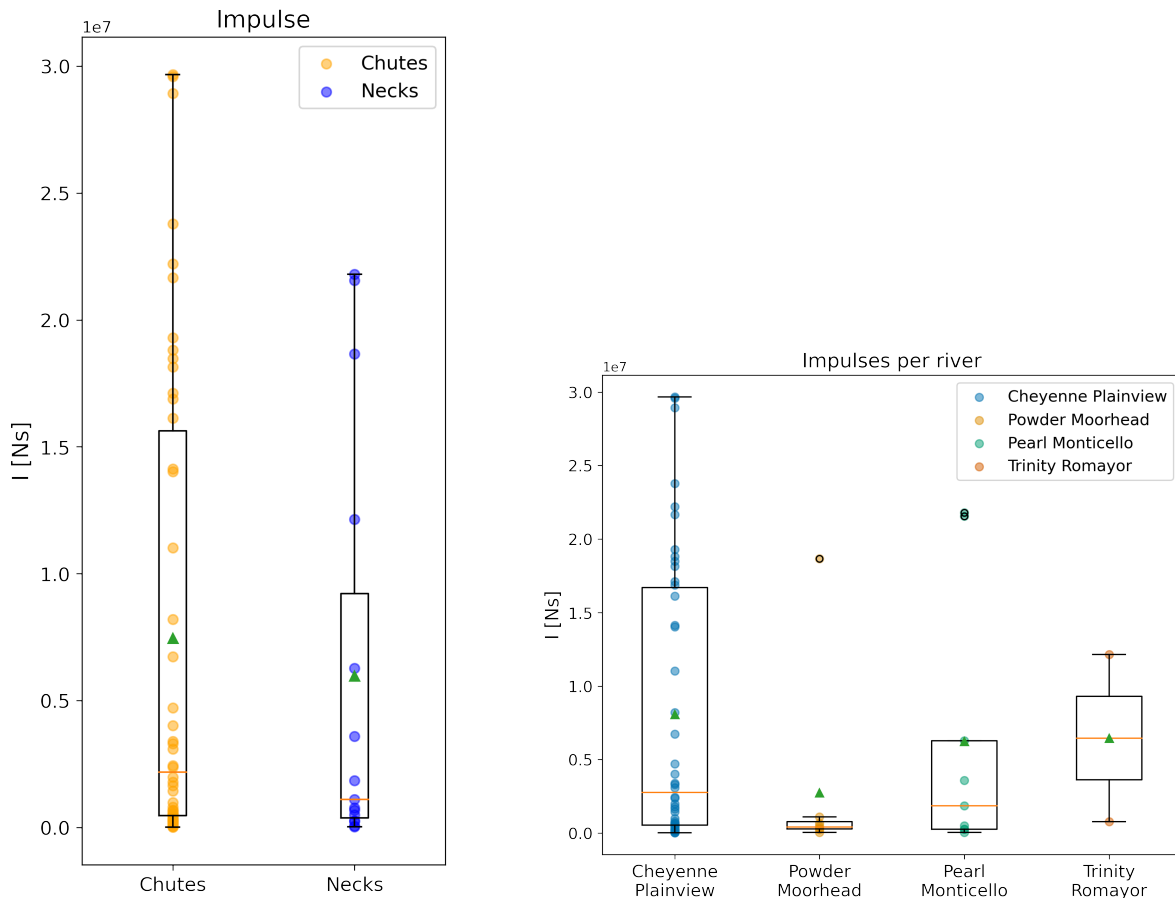 Impulse
1e7
3.0
2.5
2.0
1.5
1.0
0.5
0.0
I [Ns]
Chutes
Necks
Chutes
Necks
Impulses per river
1e7
3.0
2.5
2.0
1.5
1.0
0.5
0.0
I [Ns]
Cheyenne Plainview
Powder Moorhead
Pearl Monticello
Trinity Romayor
Cheyenne
Plainview
Powder
Moorhead
Pearl
Monticello
Trinity
Romayor